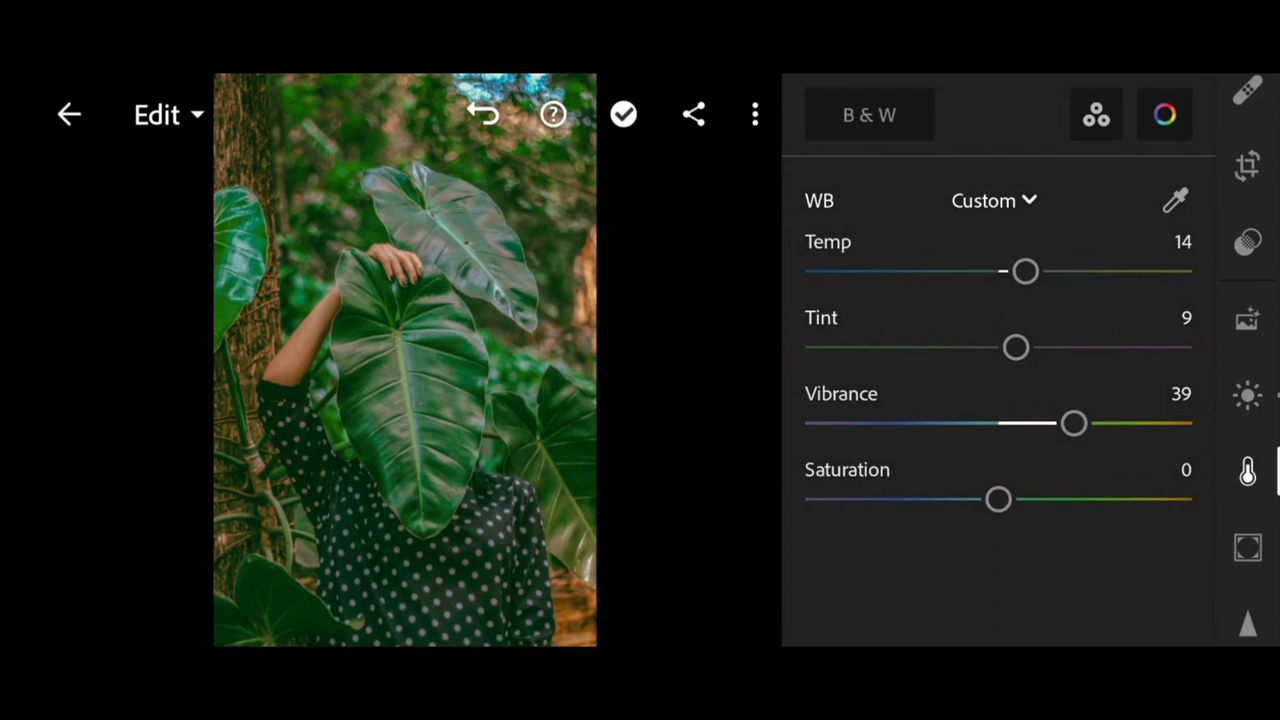 Edit
B & W
WB Custom
Temp 14
Tint 9
Vibrance 39
Saturation 0